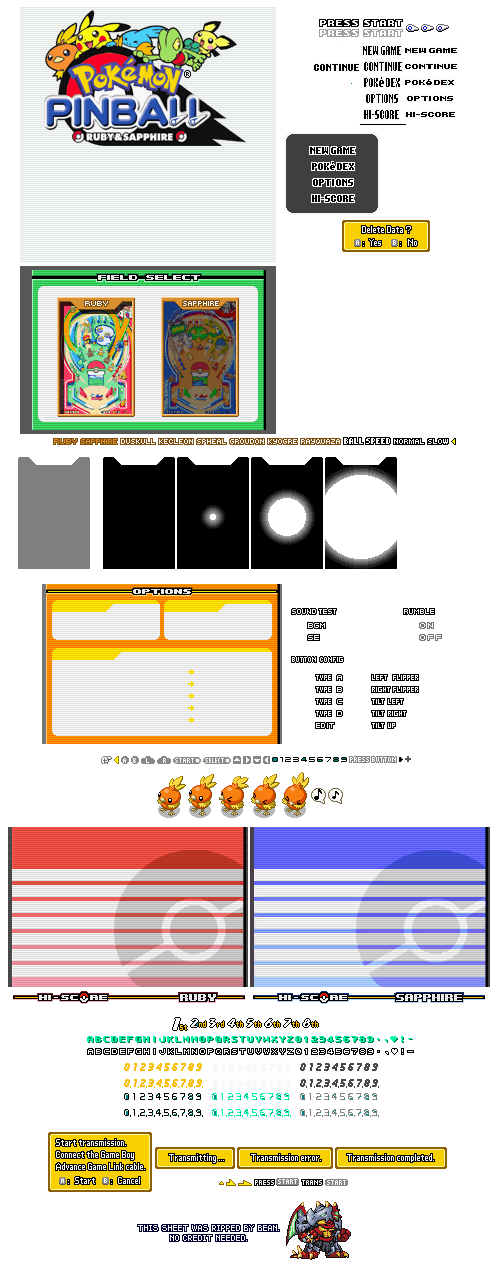 POKéMON®
PINBALL
RUBY & SAPPHIRE
PRESS START
PRESS START
NEW GAME NEW GAME
CONTINUE CONTINUE CONTINUE
POKéDEX POKéDEX
OPTIONS OPTIONS
HI-SCORE HI-SCORE
NEW GAME
POKéDEX
OPTIONS
HI-SCORE
Delete Data ?
A : Yes B : No
FIELD SELECT
RUBY SAPPHIRE
RUBY SAPPHIRE DUSKULL KECLEON SPHEAL GROUDON KYOGRE RAYQUAZA BALL SPEED NORMAL SLOW
OPTIONS
SOUND TEST RUMBLE
BGM ON
SE OFF
BUTTON CONFIG
TYPE A LEFT FLIPPER
TYPE B RIGHT FLIPPER
TYPE C TILT LEFT
TYPE D TILT RIGHT
EDIT TILT UP
A B L R START SELECT 0123456789 PRESS BUTTON
HI-SCORE RUBY HI-SCORE SAPPHIRE
1st 2nd 3rd 4th 5th 6th 7th 8th
ABCDEFGHIJKLMNOPQRSTUVWXYZ0123456789·,♥!-
ABCDEFGHIJKLMNOPQRSTUVWXYZ0123456789·,♥!-
0123456789 0123456789 0123456789
0,1,2,3,4,5,6,7,8,9, 0,1,2,3,4,5,6,7,8,9, 0,1,2,3,4,5,6,7,8,9,
0123456789 0123456789 0123456789
0,1,2,3,4,5,6,7,8,9, 0,1,2,3,4,5,6,7,8,9, 0,1,2,3,4,5,6,7,8,9,
Start transmission.
Connect the Game Boy
Advance Game Link cable.
A : Start B : Cancel
Transmitting ... Transmission error. Transmission completed.
PRESS START TRANS START
THIS SHEET WAS RIPPED BY BEAN.
NO CREDIT NEEDED.